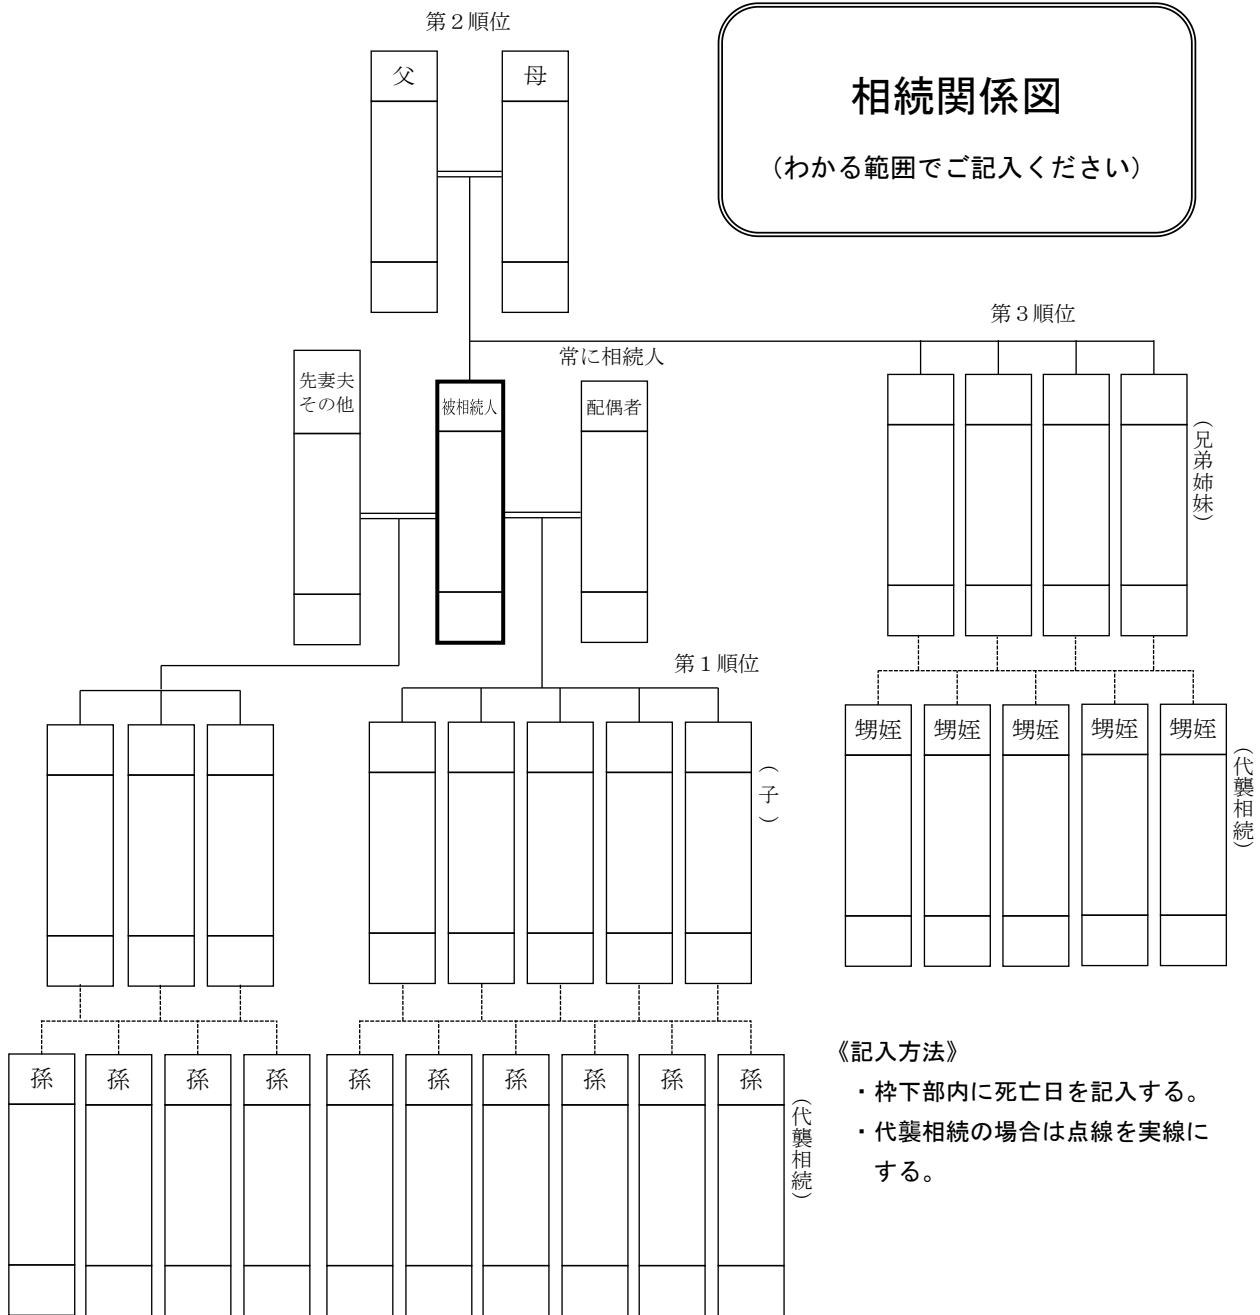 第２順位
父
母
相続関係図
（わかる範囲でご記入ください）
第３順位
常に相続人
先妻夫
その他
被相続人
配偶者
（兄弟姉妹）
第１順位
甥姪
甥姪
甥姪
甥姪
甥姪
（子）
（代襲相続）
《記入方法》
・枠下部内に死亡日を記入する。
・代襲相続の場合は点線を実線に
する。
孫
孫
孫
孫
孫
孫
孫
孫
孫
孫
（代襲相続）